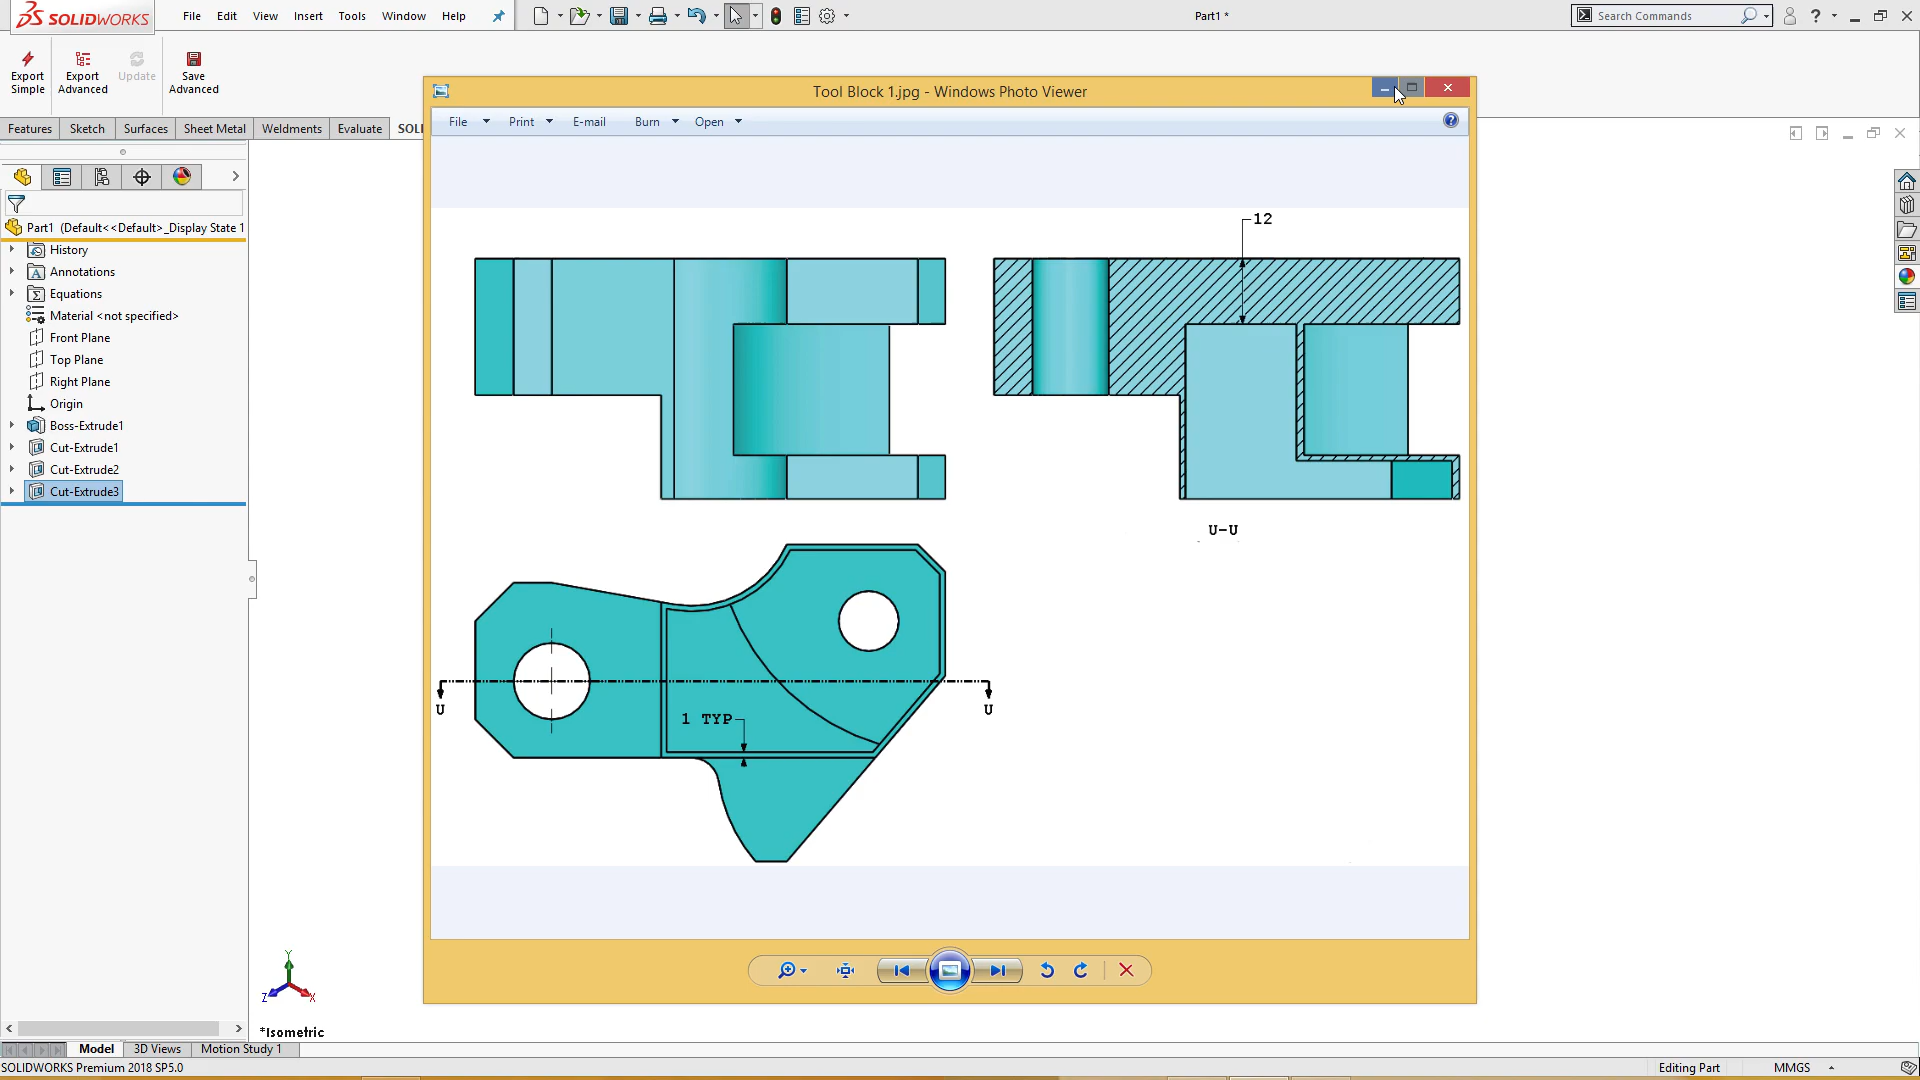 SOLIDWORKS
File Edit View Insert Tools Window Help
Part1 *
Search Commands
?
Export Simple
Export Advanced
Update
Save Advanced
Features Sketch Surfaces Sheet Metal Weldments Evaluate SOL
Tool Block 1.jpg - Windows Photo Viewer
File Print E-mail Burn Open
?
Part1 (Default<<Default>_Display State 1
History
Annotations
Equations
Material <not specified>
Front Plane
Top Plane
Right Plane
Origin
Boss-Extrude1
Cut-Extrude1
Cut-Extrude2
Cut-Extrude3
12
U-U
U U
1 TYP
Y
Z X
*Isometric
Model 3D Views Motion Study 1
SOLIDWORKS Premium 2018 SP5.0
Editing Part MMGS